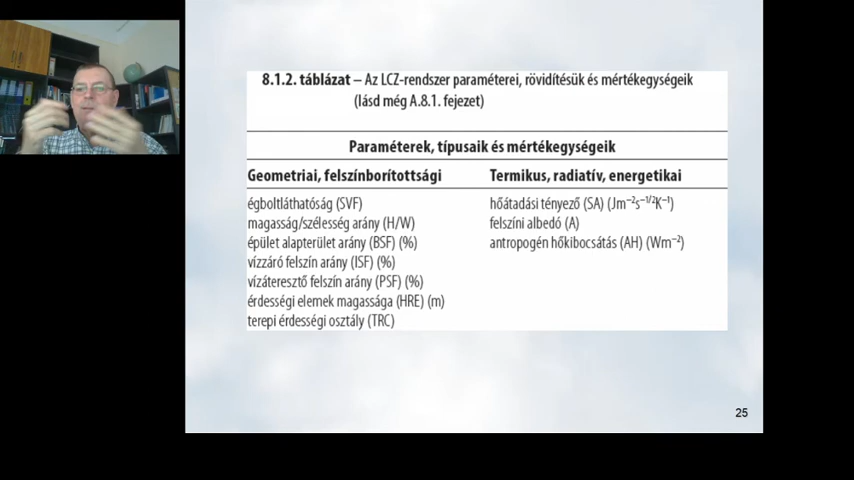 8.1.2. táblázat – Az LCZ-rendszer paraméterei, rövidítésük és mértékegységeik
(lásd még A.8.1. fejezet)
Paraméterek, típusaik és mértékegységeik
Geometriai, felszínborítottsági
Termikus, radiatív, energetikai
égboltláthatóság (SVF)
magasság/szélesség arány (H/W)
épület alapterület arány (BSF) (%)
vízzáró felszín arány (ISF) (%)
vízáteresztő felszín arány (PSF) (%)
érdességi elemek magassága (HRE) (m)
terepi érdességi osztály (TRC)
hőátadási tényező (SA) (Jm⁻²s⁻¹/²K⁻¹)
felszíni albedó (A)
antropogén hőkibocsátás (AH) (Wm⁻²)
25